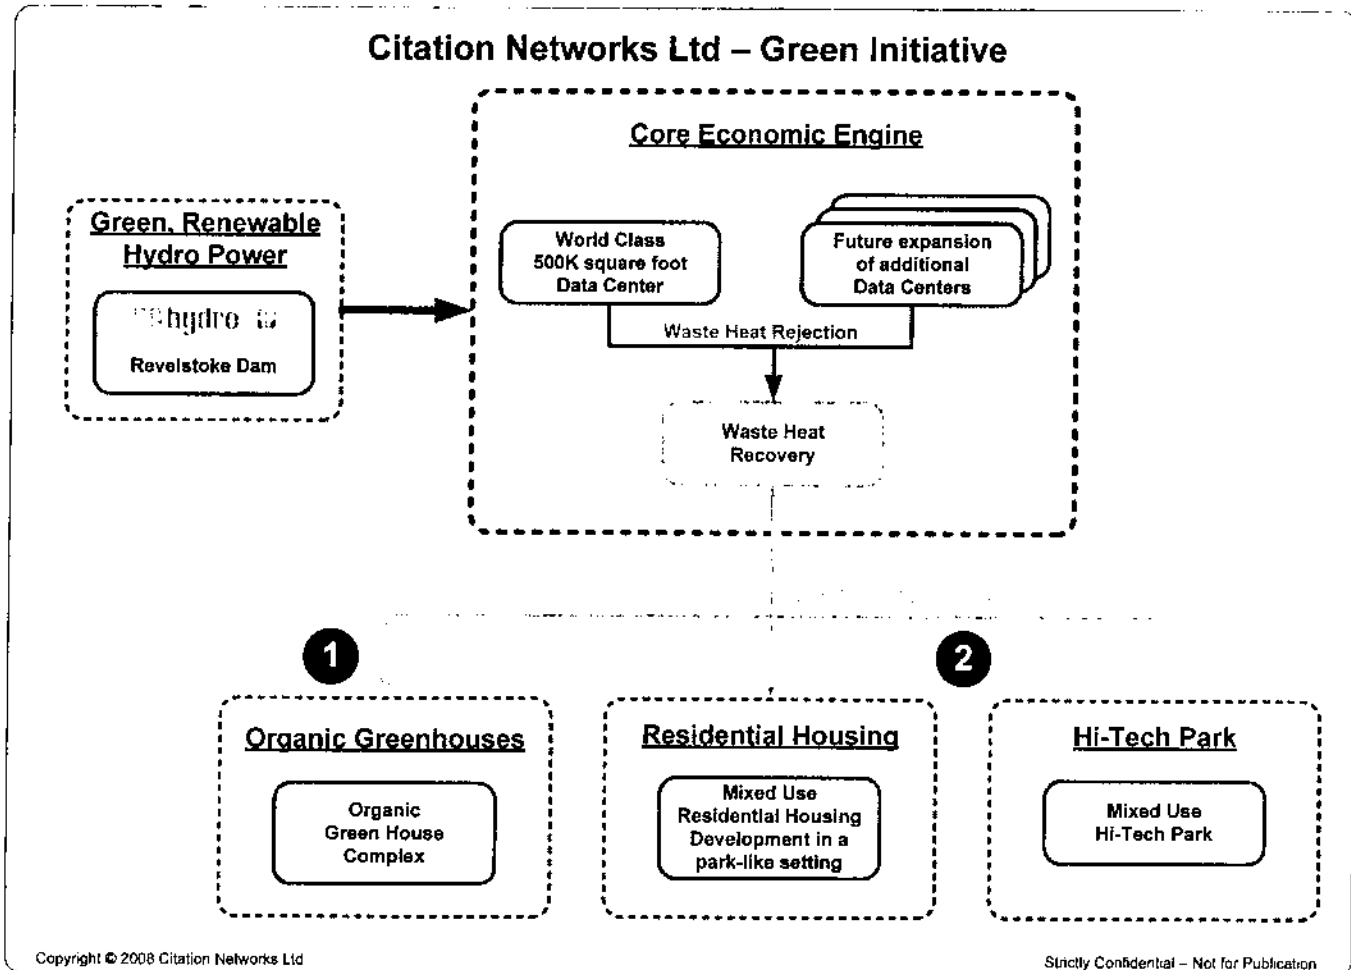 Citation Networks Ltd – Green Initiative
Core Economic Engine
Green, Renewable
Hydro Power
hydro
Revelstoke Dam
World Class
500K square foot
Data Center
Future expansion
of additional
Data Centers
Waste Heat Rejection
Waste Heat
Recovery
1
2
Organic Greenhouses
Organic
Green House
Complex
Residential Housing
Mixed Use
Residential Housing
Development in a
park-like setting
Hi-Tech Park
Mixed Use
Hi-Tech Park
Copyright © 2008 Citation Networks Ltd
Strictly Confidential – Not for Publication